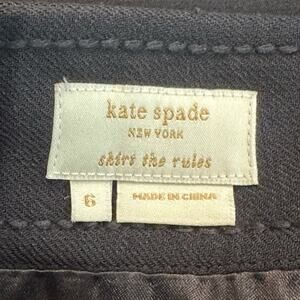 kate spade
NEW YORK
skirt the rules
6
MADE IN CHINA